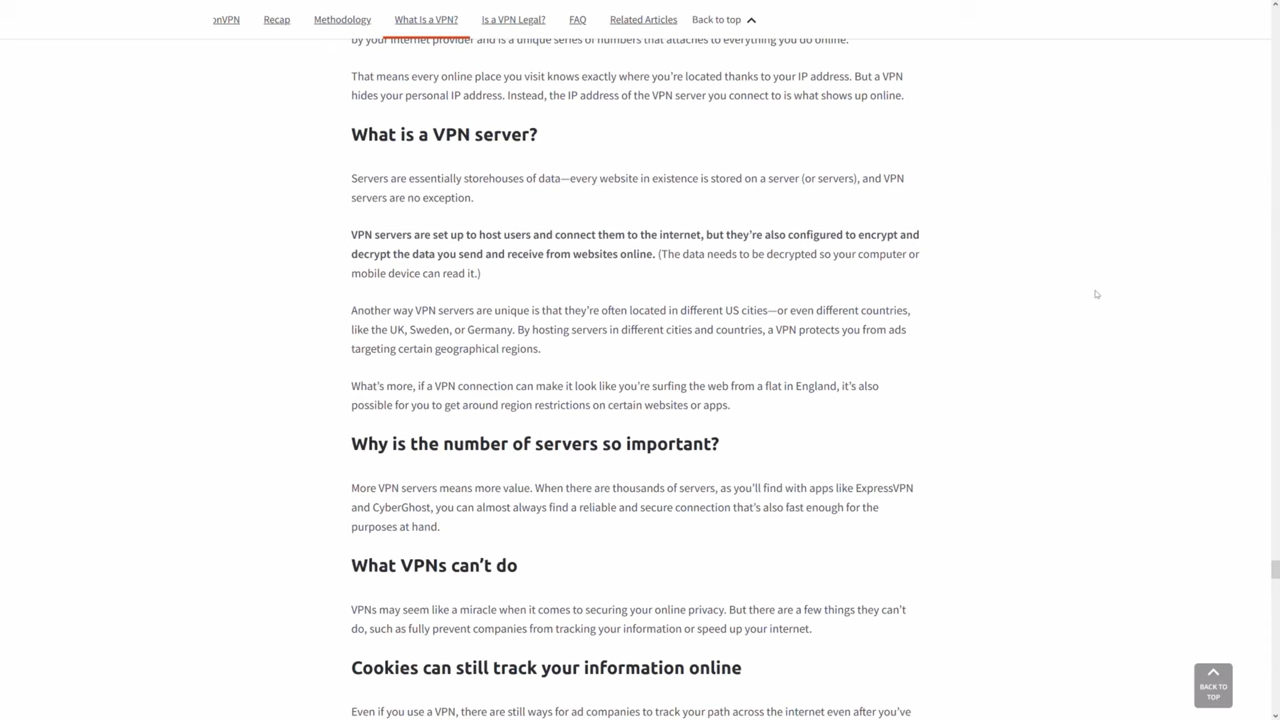 onVPN Recap Methodology What Is a VPN? Is a VPN Legal? FAQ Related Articles Back to top
by your internet provider and is a unique series of numbers that attaches to everything you do online.
That means every online place you visit knows exactly where you’re located thanks to your IP address. But a VPN
hides your personal IP address. Instead, the IP address of the VPN server you connect to is what shows up online.
What is a VPN server?
Servers are essentially storehouses of data—every website in existence is stored on a server (or servers), and VPN
servers are no exception.
VPN servers are set up to host users and connect them to the internet, but they’re also configured to encrypt and
decrypt the data you send and receive from websites online. (The data needs to be decrypted so your computer or
mobile device can read it.)
Another way VPN servers are unique is that they’re often located in different US cities—or even different countries,
like the UK, Sweden, or Germany. By hosting servers in different cities and countries, a VPN protects you from ads
targeting certain geographical regions.
What’s more, if a VPN connection can make it look like you’re surfing the web from a flat in England, it’s also
possible for you to get around region restrictions on certain websites or apps.
Why is the number of servers so important?
More VPN servers means more value. When there are thousands of servers, as you’ll find with apps like ExpressVPN
and CyberGhost, you can almost always find a reliable and secure connection that’s also fast enough for the
purposes at hand.
What VPNs can’t do
VPNs may seem like a miracle when it comes to securing your online privacy. But there are a few things they can’t
do, such as fully prevent companies from tracking your information or speed up your internet.
Cookies can still track your information online
Even if you use a VPN, there are still ways for ad companies to track your path across the internet even after you’ve
BACK TO
TOP